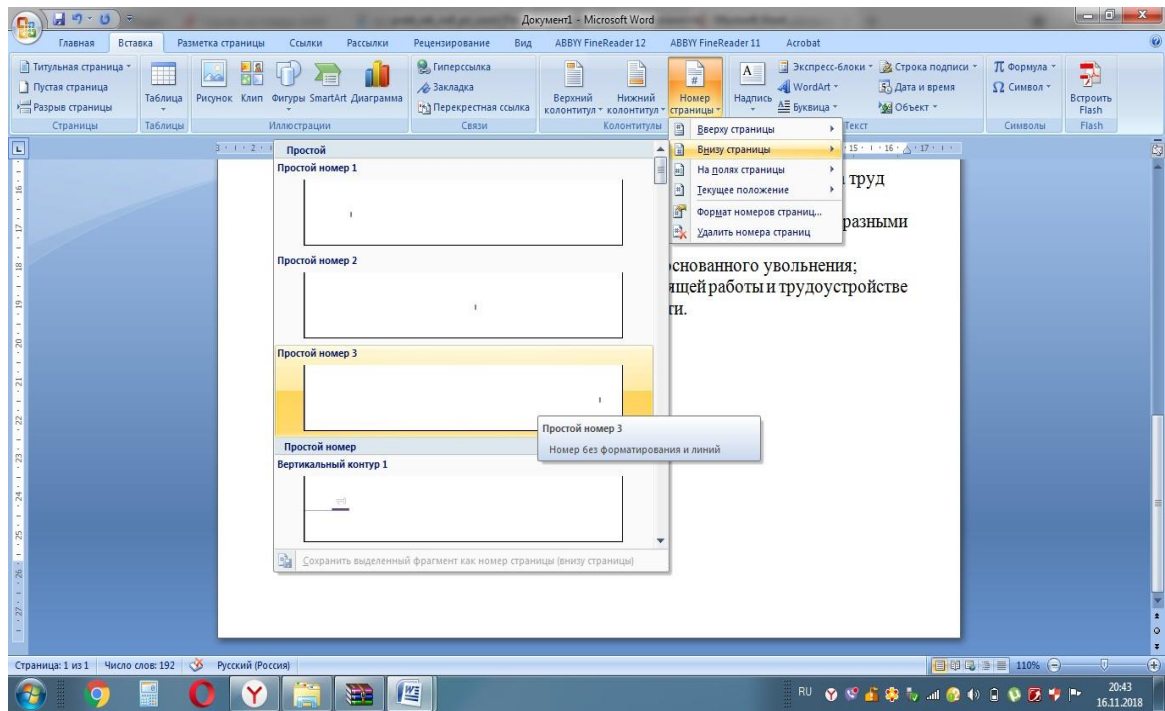 Документ1 - Microsoft Word
Главная Вставка Разметка страницы Ссылки Рассылки Рецензирование Вид ABBYY FineReader 12 ABBYY FineReader 11 Acrobat
Титульная страница
Пустая страница
Разрыв страницы
Страницы
Таблица
Таблицы
Рисунок Клип Фигуры SmartArt Диаграмма
Иллюстрации
Гиперссылка
Закладка
Перекрестная ссылка
Связи
Верхний колонтитул
Нижний колонтитул
Номер страницы
Колонтитулы
Надпись
Экспресс-блоки
WordArt
Буквица
Строка подписи
Дата и время
Объект
Текст
Формула
Символ
Символы
Встроить Flash
Flash
Вверху страницы
Внизу страницы
На полях страницы
Текущее положение
Формат номеров страниц...
Удалить номера страниц
Простой
Простой номер 1
Простой номер 2
Простой номер 3
Простой номер 3
Номер без форматирования и линий
Простой номер
Вертикальный контур 1
Сохранить выделенный фрагмент как номер страницы (внизу страницы)
труд
разными
основанного увольнения;
ящей работы и трудоустройстве
ти.
Страница: 1 из 1 Число слов: 192 Русский (Россия) 110%
RU 20:43
16.11.2018